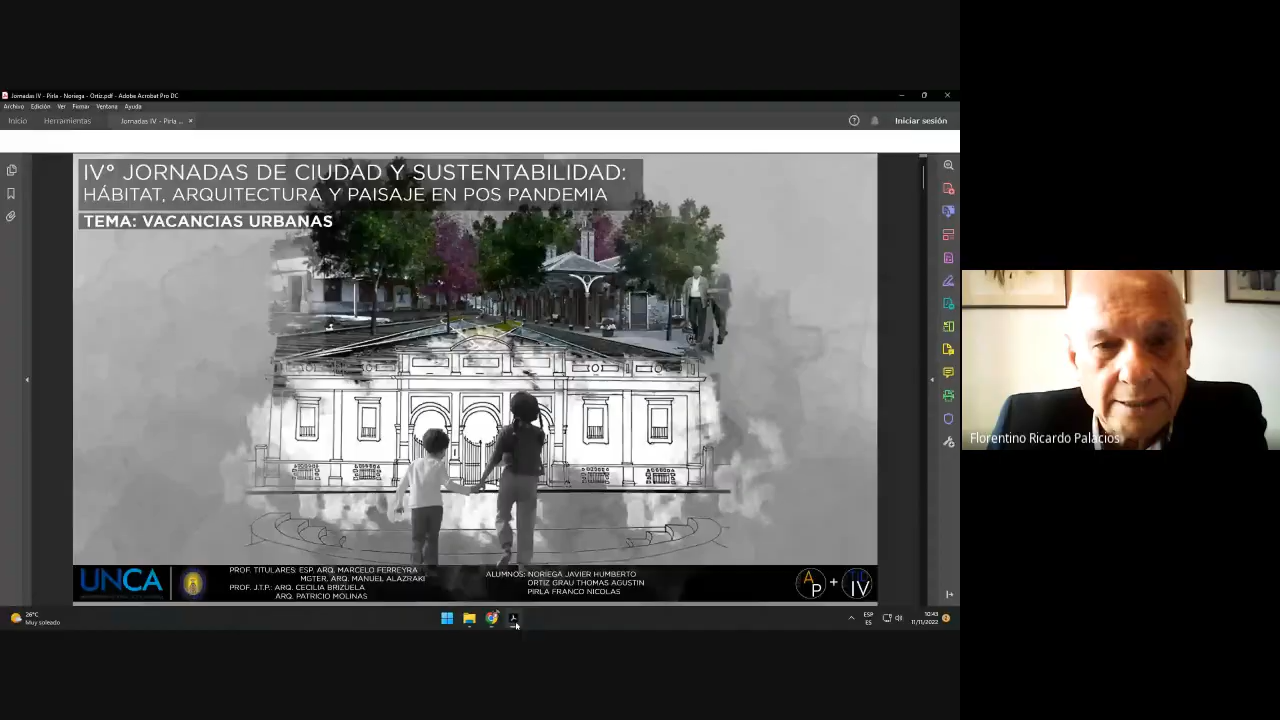 Jornadas IV - Pirla - Noriega - Ortiz.pdf - Adobe Acrobat Pro DC
Archivo Edición Ver Firmar Ventana Ayuda
Inicio Herramientas Jornadas IV - Pirla ... × Iniciar sesión
IVº JORNADAS DE CIUDAD Y SUSTENTABILIDAD:
HÁBITAT, ARQUITECTURA Y PAISAJE EN POS PANDEMIA
TEMA: VACANCIAS URBANAS
Florentino Ricardo Palacios
UNCA
PROF. TITULARES: ESP. ARQ. MARCELO FERREYRA
MGTER. ARQ. MANUEL ALAZRAKI
PROF. J.T.P.: ARQ. CECILIA BRIZUELA
ARQ. PATRICIO MOLINAS
ALUMNOS: NORIEGA JAVIER HUMBERTO
ORTIZ GRAU THOMAS AGUSTIN
PIRLA FRANCO NICOLAS
AP + IV
26°C
Muy soleado
ESP
ES
10:43
11/11/2022